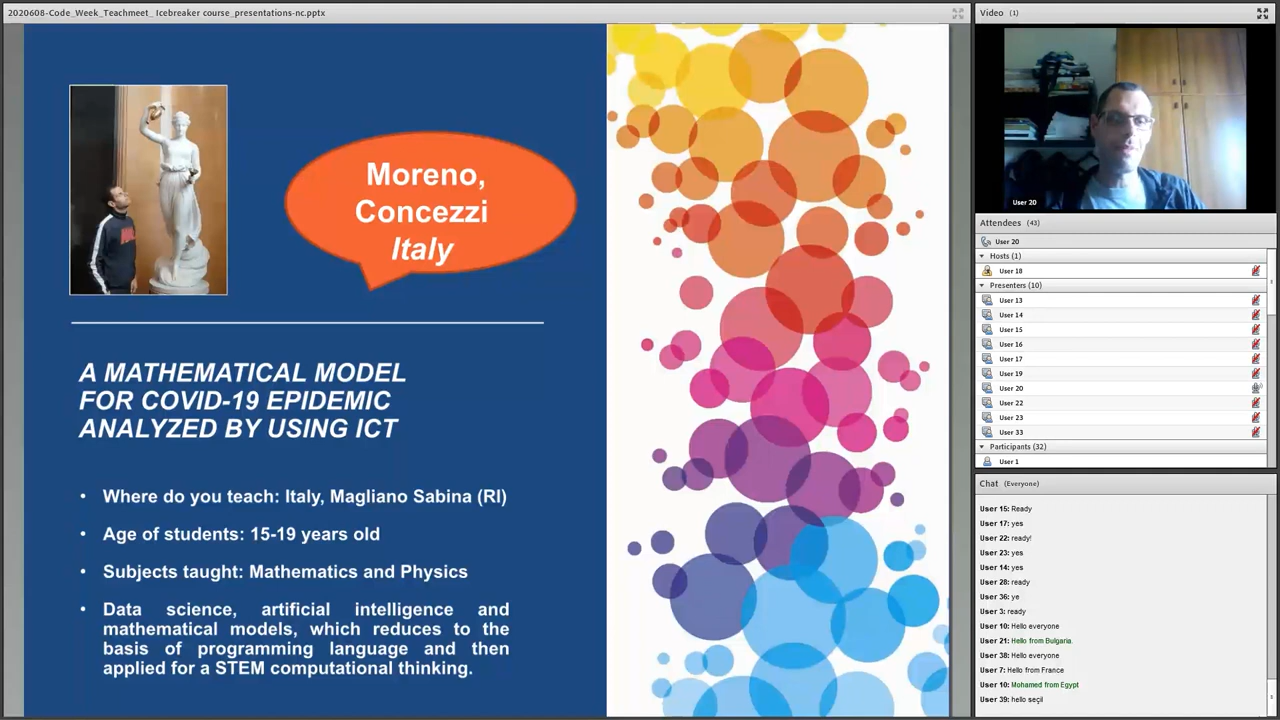 2020608-Code_Week_Teachmeet_ Icebreaker course_presentations-nc.pptx
Moreno,
Concezzi
Italy
A MATHEMATICAL MODEL
FOR COVID-19 EPIDEMIC
ANALYZED BY USING ICT
• Where do you teach: Italy, Magliano Sabina (RI)
• Age of students: 15-19 years old
• Subjects taught: Mathematics and Physics
• Data science, artificial intelligence and
mathematical models, which reduces to the
basis of programming language and then
applied for a STEM computational thinking.
Video (1)
User 20
Attendees (43)
User 20
Hosts (1)
User 18
Presenters (10)
User 13
User 14
User 15
User 16
User 17
User 19
User 20
User 22
User 23
User 33
Participants (32)
User 1
Chat (Everyone)
User 15: Ready
User 17: yes
User 22: ready!
User 23: yes
User 14: yes
User 28: ready
User 36: ye
User 3: ready
User 10: Hello everyone
User 21: Hello from Bulgaria.
User 38: Hello everyone
User 7: Hello from France
User 10: Mohamed from Egypt
User 39: hello seçil